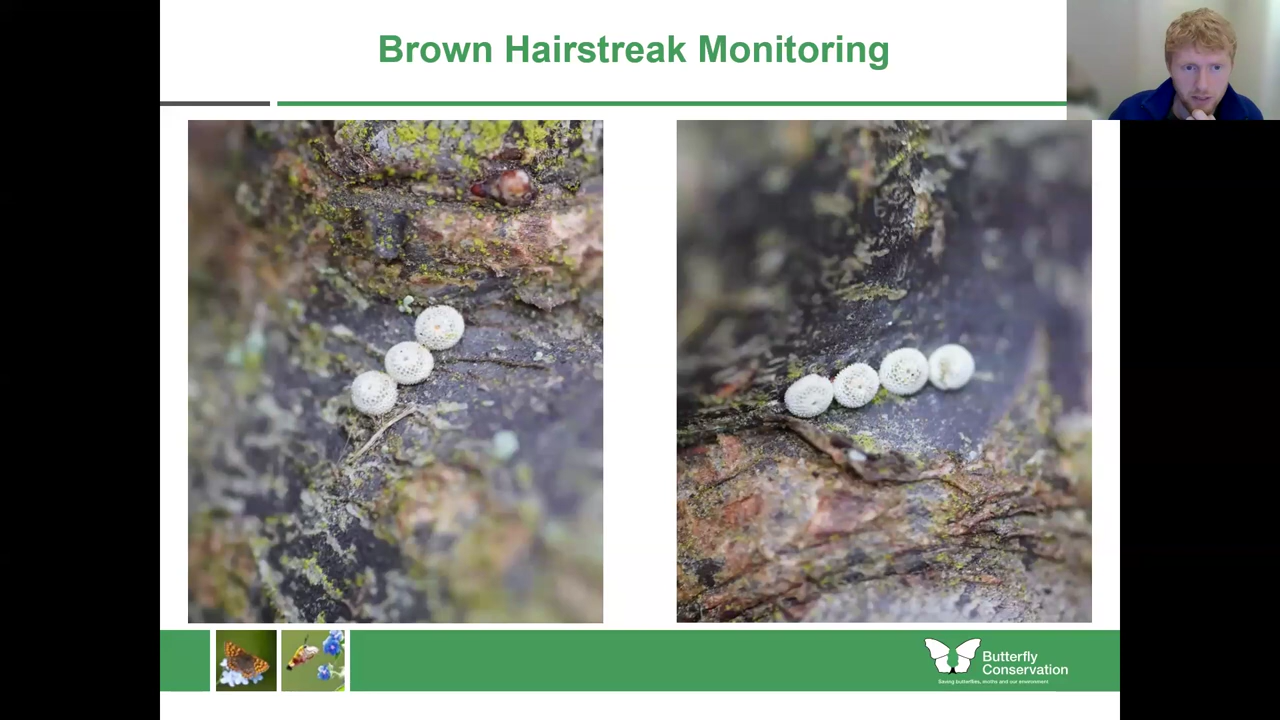 Brown Hairstreak Monitoring
Butterfly
Conservation
Saving butterflies, moths and our environment